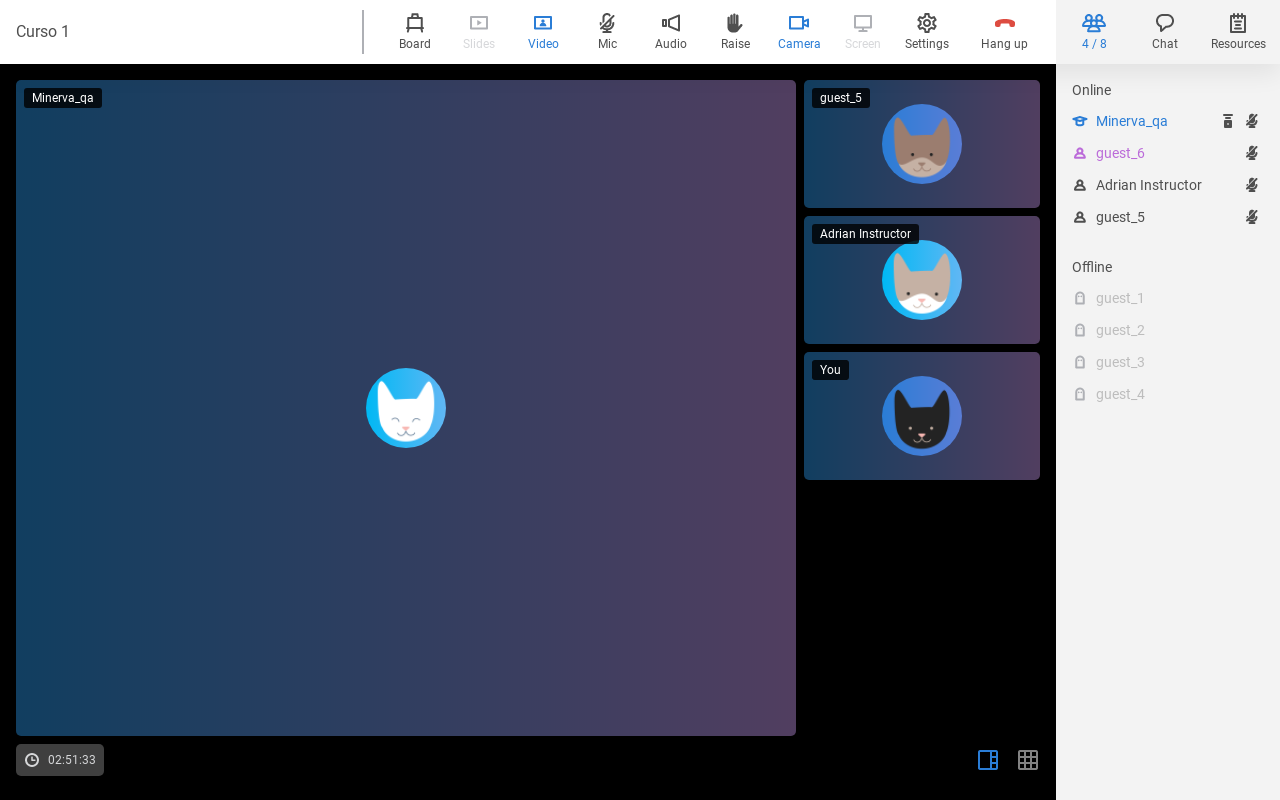 Curso 1
Board
Slides
Video
Mic
Audio
Raise
Camera
Screen
Settings
Hang up
4 / 8
Chat
Resources
Minerva_qa
guest_5
Adrian Instructor
You
02:51:33
Online
Minerva_qa
guest_6
Adrian Instructor
guest_5
Offline
guest_1
guest_2
guest_3
guest_4